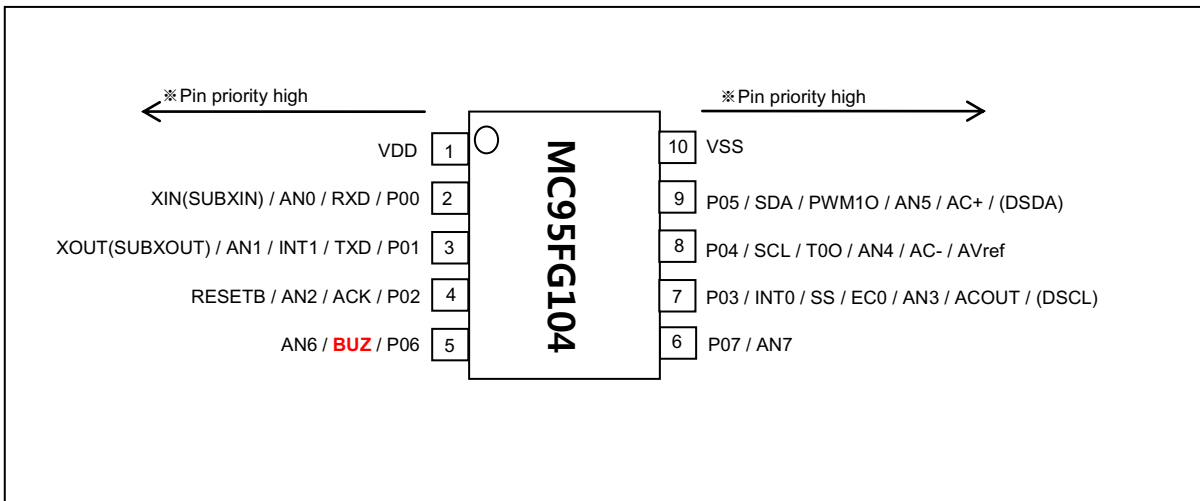 ※Pin priority high
※Pin priority high
VDD 1
10 VSS
XIN(SUBXIN) / AN0 / RXD / P00 2
9 P05 / SDA / PWM1O / AN5 / AC+ / (DSDA)
XOUT(SUBXOUT) / AN1 / INT1 / TXD / P01 3
8 P04 / SCL / T0O / AN4 / AC- / AVref
RESETB / AN2 / ACK / P02 4
7 P03 / INT0 / SS / EC0 / AN3 / ACOUT / (DSCL)
AN6 / BUZ / P06 5
6 P07 / AN7
MC95FG104